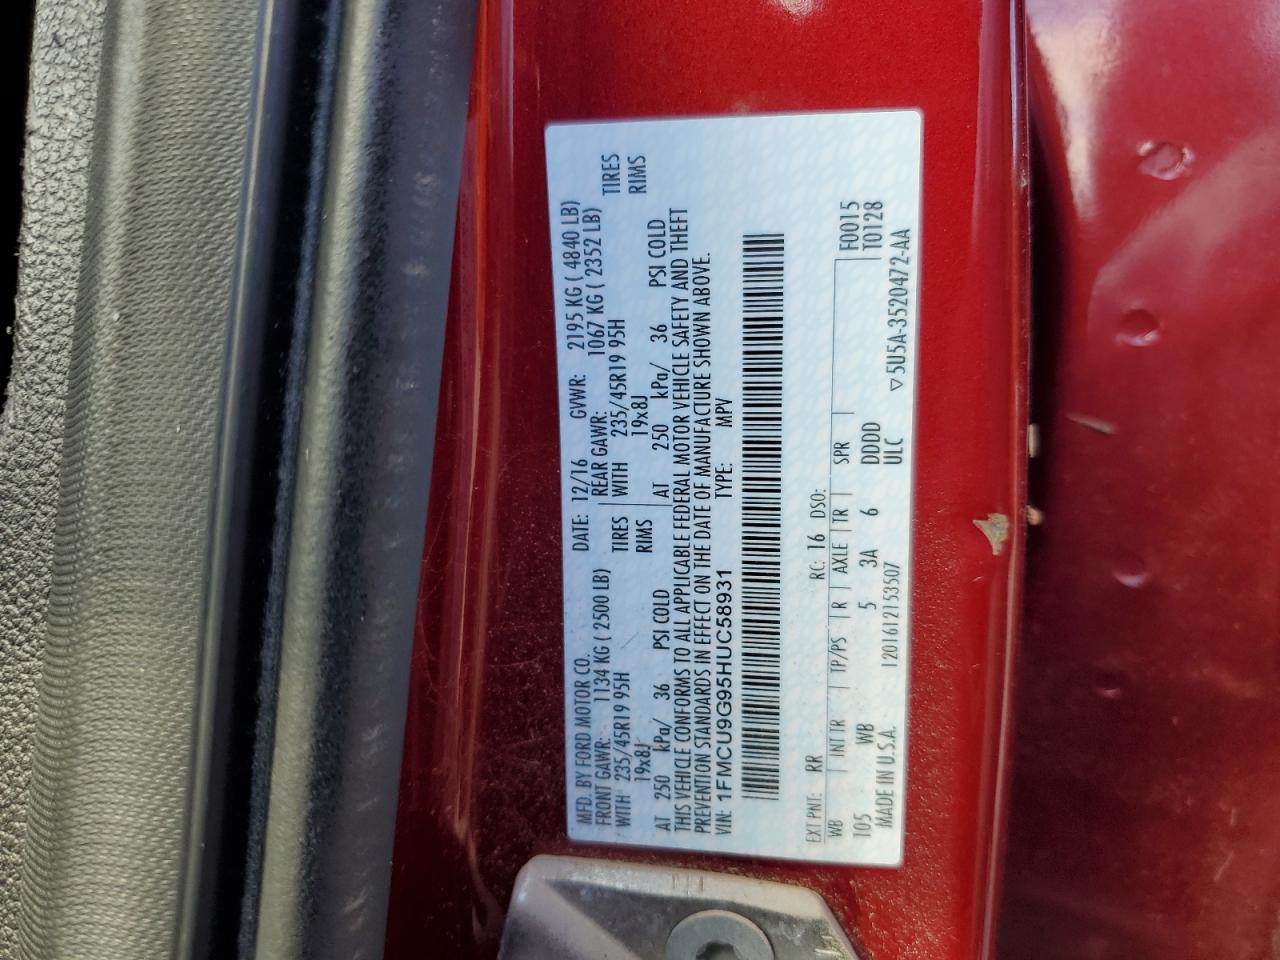 MFD. BY FORD MOTOR CO.
DATE: 12/16 GVWR: 2195 KG ( 4840 LB)
FRONT GAWR: 1134 KG ( 2500 LB) REAR GAWR: 1067 KG ( 2352 LB)
WITH 235/45R19 95H TIRES WITH 235/45R19 95H TIRES
19x8J RIMS 19x8J RIMS
AT 250 kPa/ 36 PSI COLD AT 250 kPa/ 36 PSI COLD
THIS VEHICLE CONFORMS TO ALL APPLICABLE FEDERAL MOTOR VEHICLE SAFETY AND THEFT
PREVENTION STANDARDS IN EFFECT ON THE DATE OF MANUFACTURE SHOWN ABOVE.
VIN: 1FMCU9G95HUC58931 TYPE: MPV
EXT PNT: RR RC: 16 DSO:
WB INT TR TP/PS R AXLE TR SPR F0015
105 WB 5 3A 6 DDDD T0128
MADE IN U.S.A. 1201612153507 ULC ▽5U5A-3520472-AA